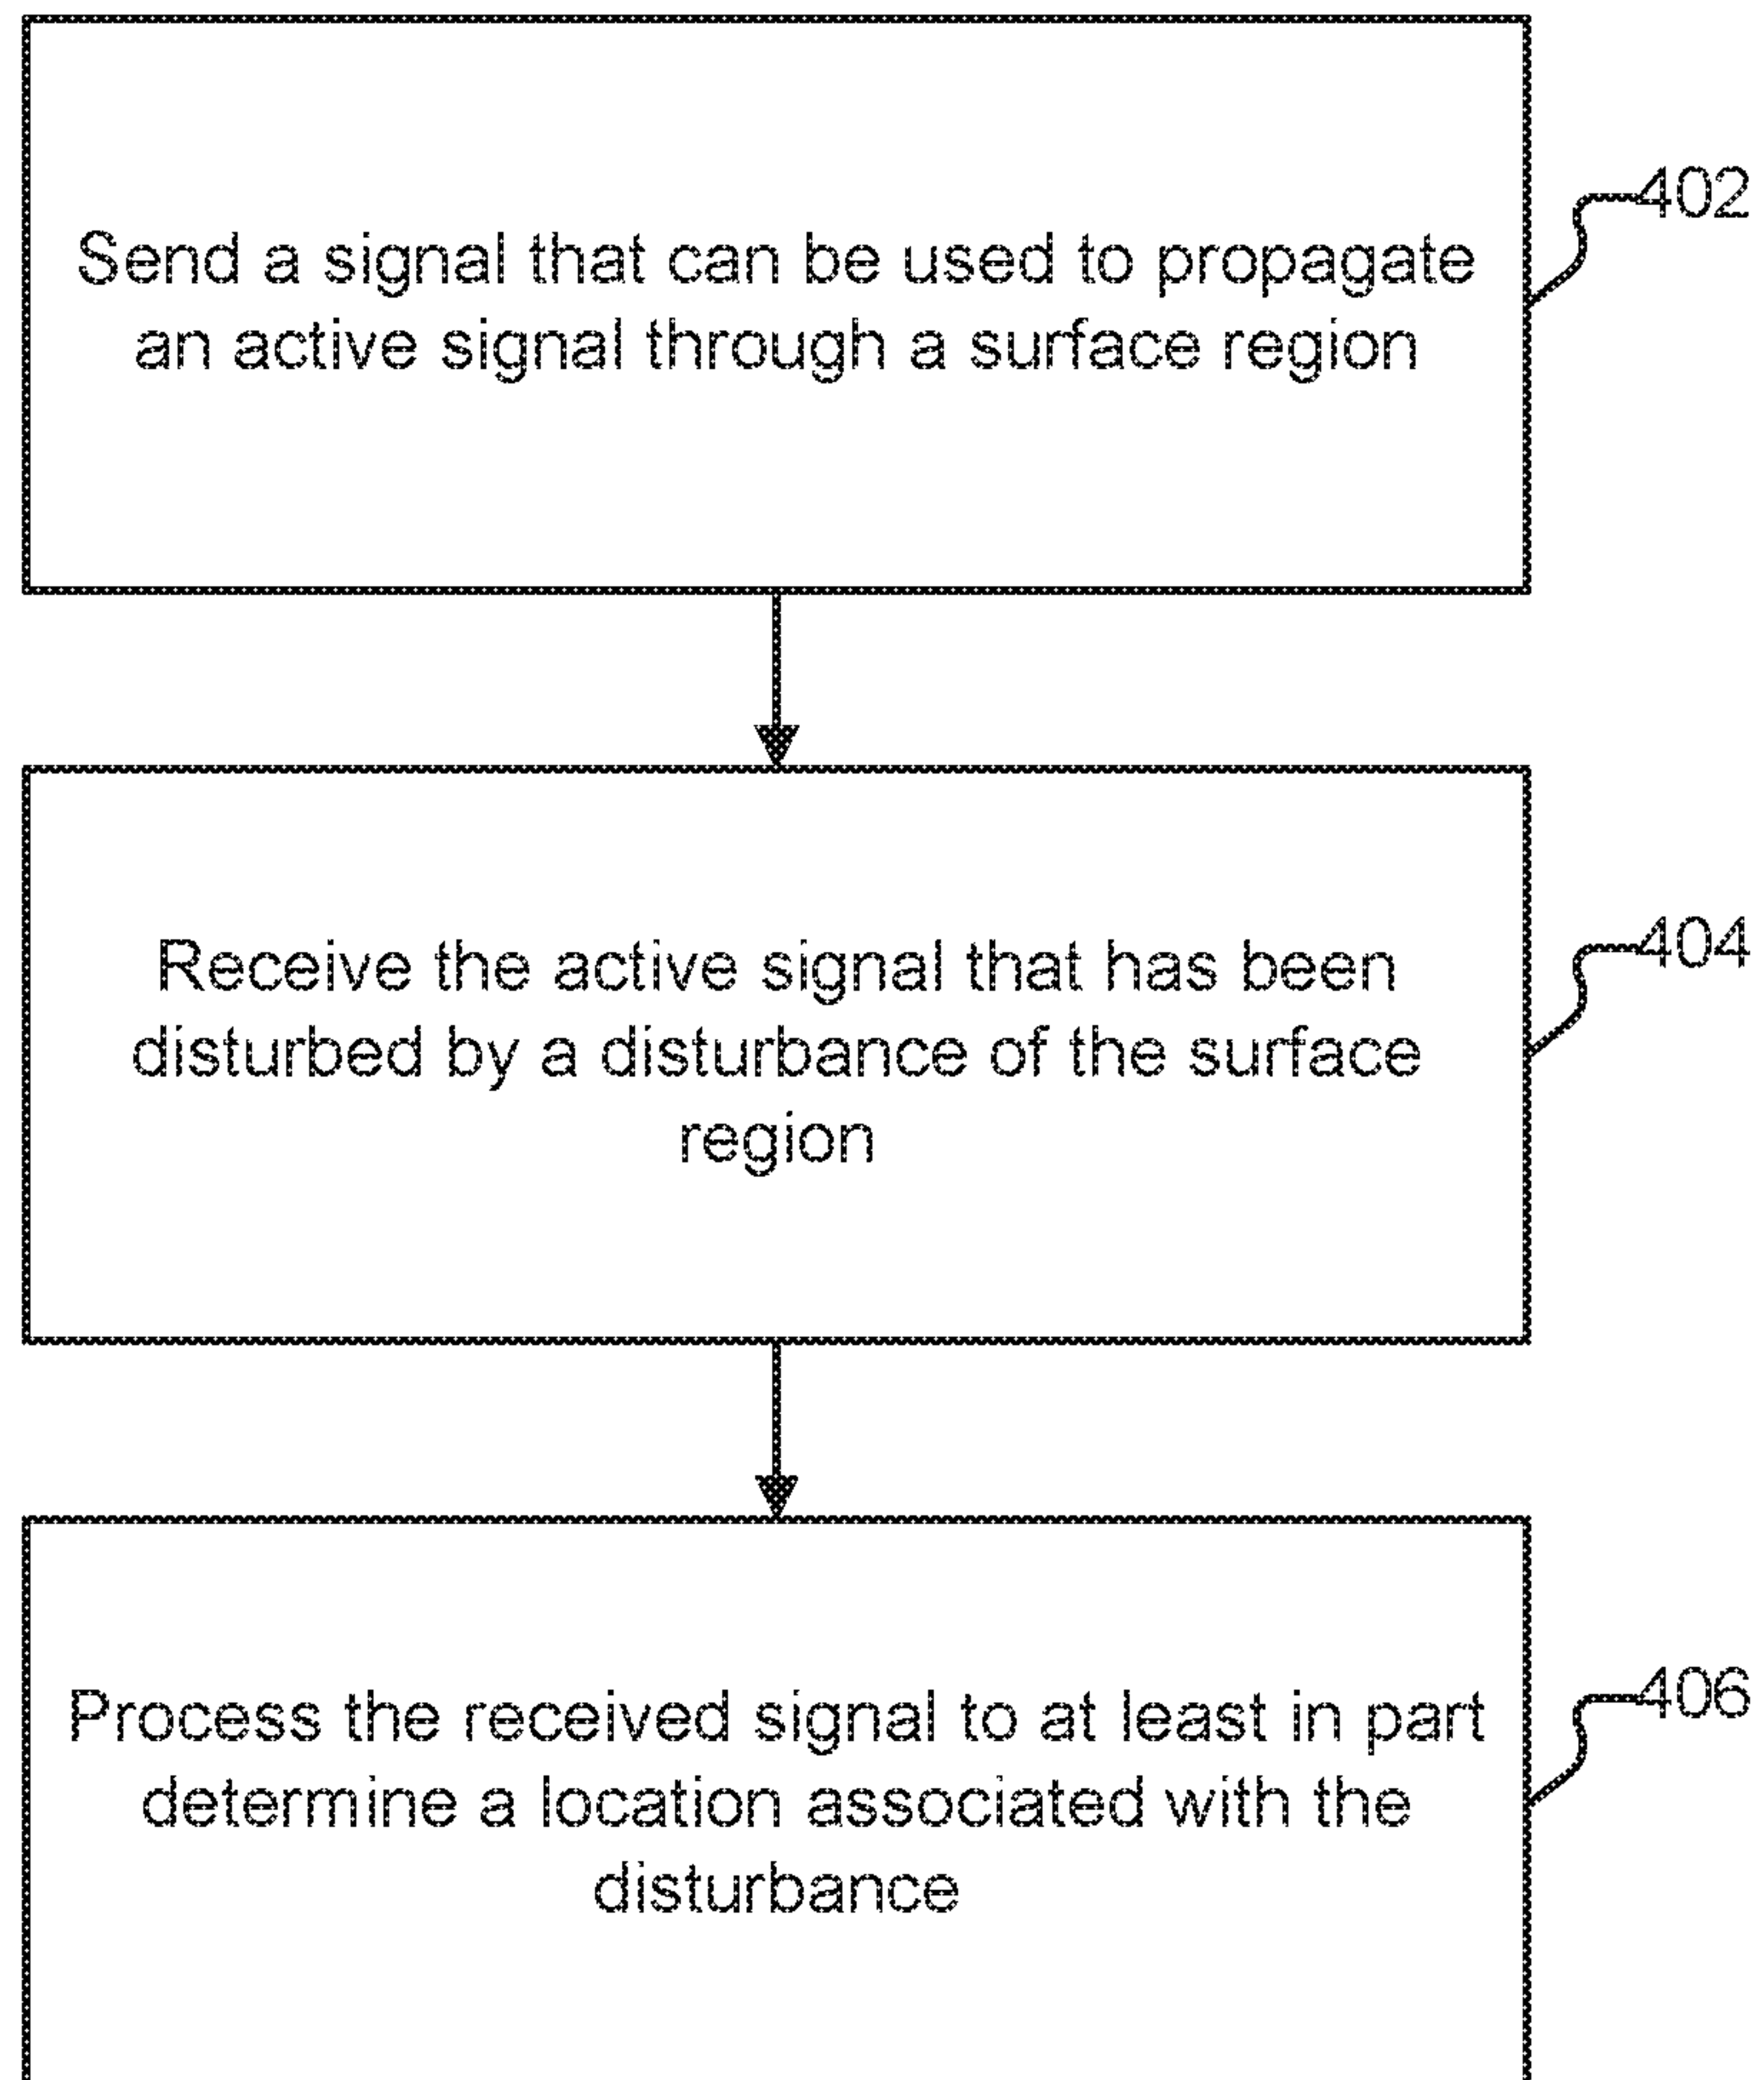 Send a signal that can be used to propagate
an active signal through a surface region
402
Receive the active signal that has been
disturbed by a disturbance of the surface
region
404
Process the received signal to at least in part
determine a location associated with the
disturbance
406